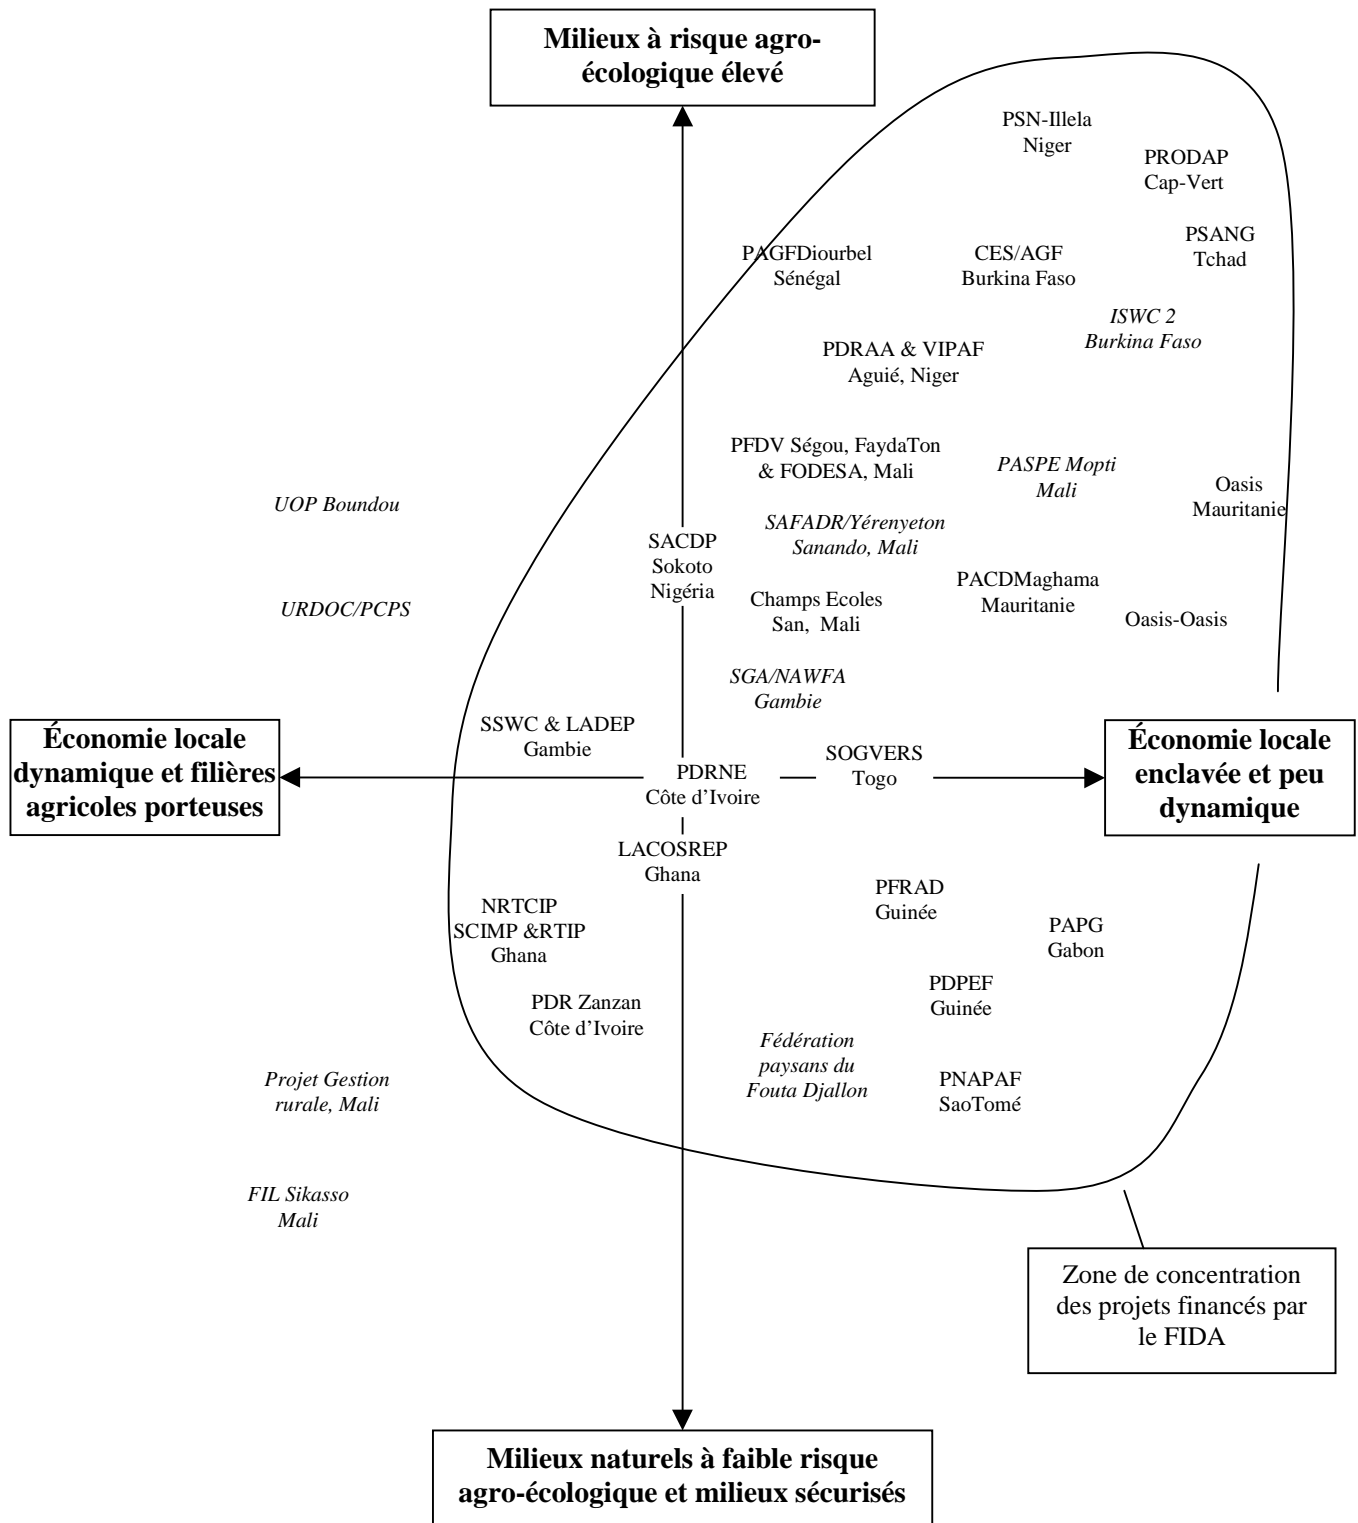 Milieux à risque agro-
écologique élevé
PSN-Illela
Niger
PRODAP
Cap-Vert
PSANG
Tchad
PAGFDiourbel
Sénégal
CES/AGF
Burkina Faso
ISWC 2
Burkina Faso
PDRAA & VIPAF
Aguié, Niger
PFDV Ségou, FaydaTon
& FODESA, Mali
PASPE Mopti
Mali
Oasis
Mauritanie
UOP Boundou
SAFADR/Yérenyeton
Sanando, Mali
SACDP
Sokoto
Nigéria
PACDMaghama
Mauritanie
URDOC/PCPS
Champs Ecoles
San, Mali
Oasis-Oasis
SGA/NAWFA
Gambie
SSWC & LADEP
Gambie
Économie locale
dynamique et filières
agricoles porteuses
PDRNE
Côte d'Ivoire
SOGVERS
Togo
Économie locale
enclavée et peu
dynamique
LACOSREP
Ghana
NRTCIP
SCIMP &RTIP
Ghana
PFRAD
Guinée
PAPG
Gabon
PDR Zanzan
Côte d'Ivoire
PDPEF
Guinée
Fédération
paysans du
Fouta Djallon
PNAPAF
SaoTomé
Projet Gestion
rurale, Mali
FIL Sikasso
Mali
Zone de concentration
des projets financés par
le FIDA
Milieux naturels à faible risque
agro-écologique et milieux sécurisés